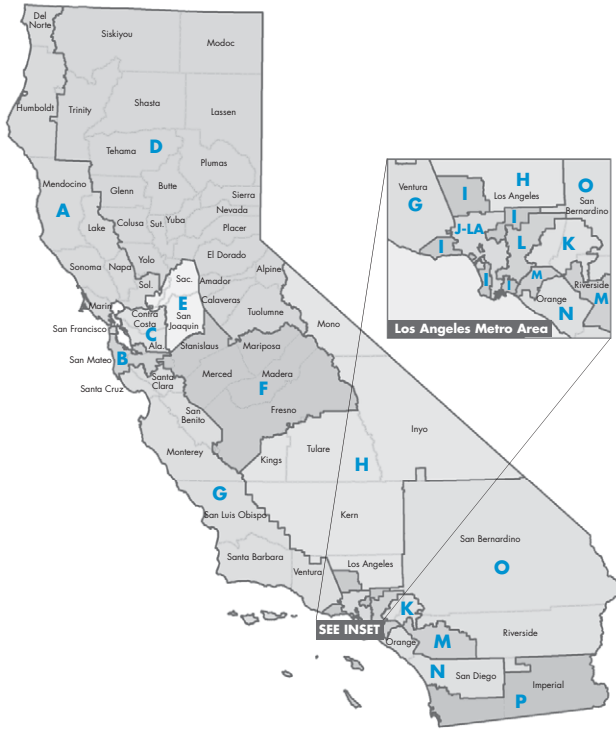 Del
Norte
Siskiyou
Modoc
Humboldt
Trinity
Shasta
Lassen
Tehama
D
Plumas
Mendocino
Glenn
Butte
Sierra
A
Lake
Colusa
Sut.
Yuba
Nevada
Placer
Sonoma
Napa
Yolo
El Dorado
Alpine
Sol.
Sac.
Amador
Marin
E
Calaveras
Contra
Costa
San
Joaquin
Tuolumne
San Francisco
C
Ala.
Stanislaus
Mariposa
Mono
San Mateo
B
Santa
Clara
Merced
Madera
Santa Cruz
F
San
Benito
Fresno
Inyo
Monterey
Kings
Tulare
H
G
San Luis Obispo
Kern
San Bernardino
Santa Barbara
Ventura
Los Angeles
O
K
SEE INSET
Orange
M
Riverside
N
San Diego
Imperial
P
Ventura
G
I
H
Los Angeles
O
San
Bernardino
I
J-LA
L
K
I
M
I
I
Riverside
Orange
M
N
Los Angeles Metro Area